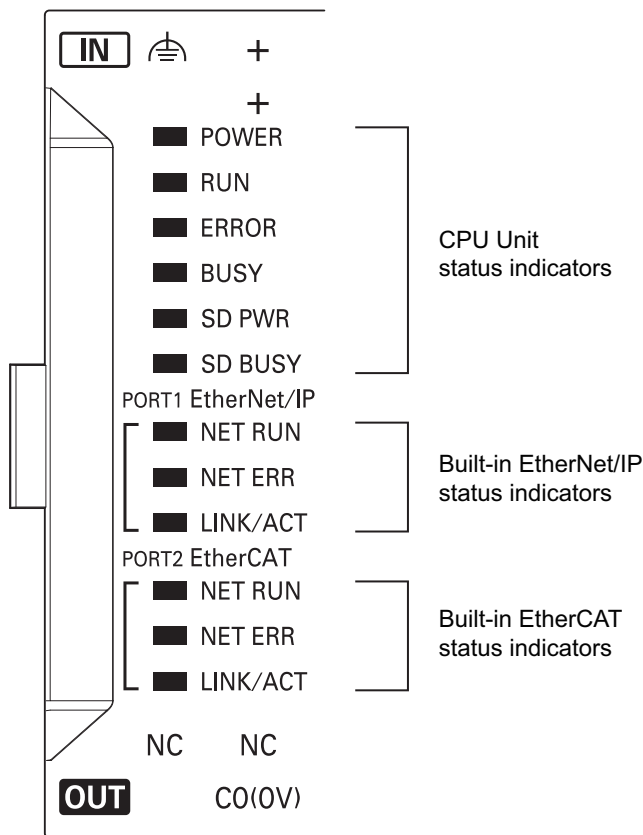 IN +
+
POWER
RUN
ERROR
BUSY
SD PWR
SD BUSY
CPU Unit
status indicators
PORT1 EtherNet/IP
NET RUN
NET ERR
LINK/ACT
Built-in EtherNet/IP
status indicators
PORT2 EtherCAT
NET RUN
NET ERR
LINK/ACT
Built-in EtherCAT
status indicators
NC NC
OUT C0(0V)